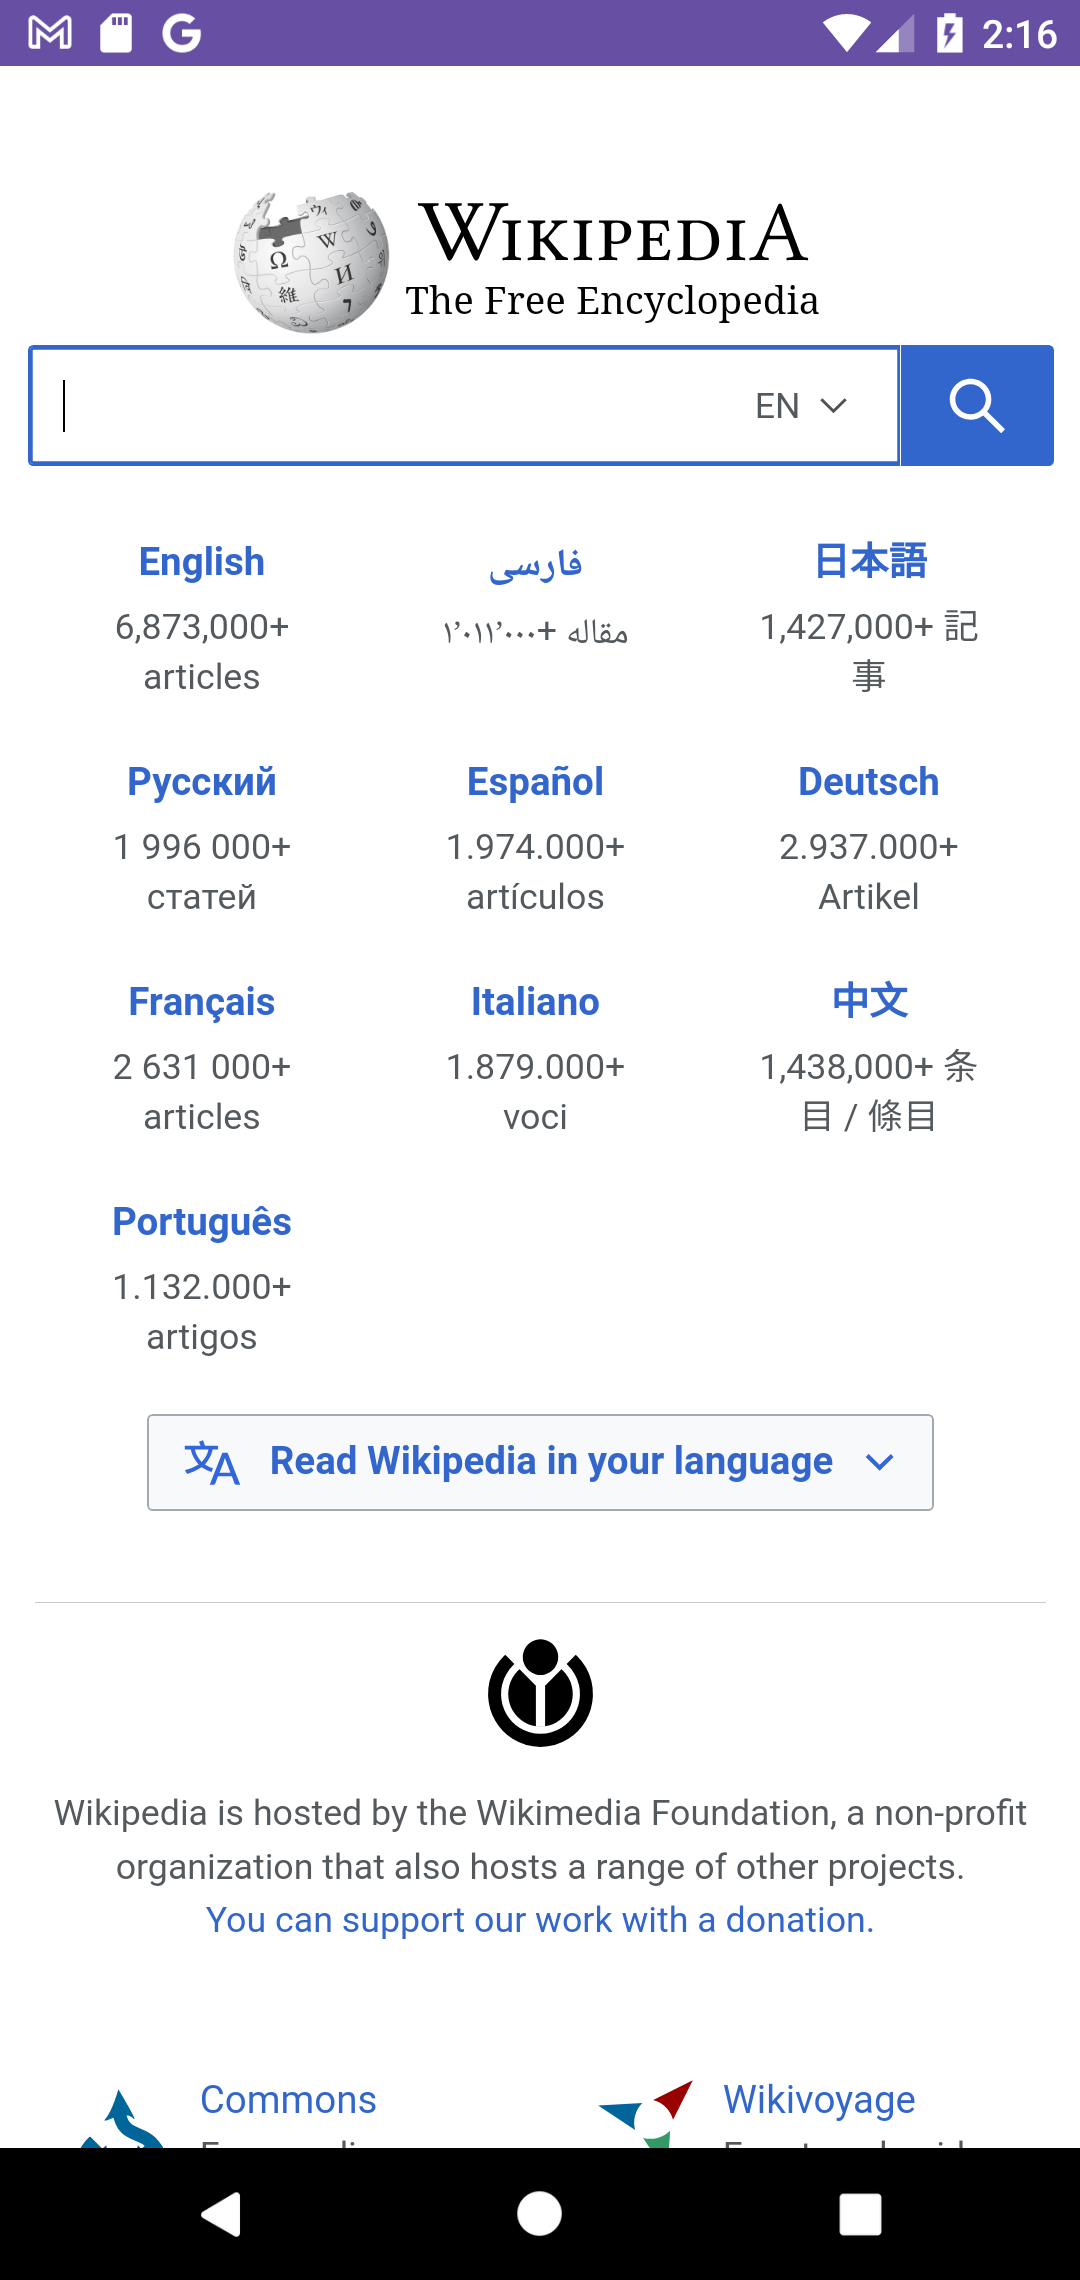 2:16
WIKIPEDIA
The Free Encyclopedia
EN
English
6,873,000+
articles
فارسی
۱٬۰۱۱٬۰۰۰+ مقاله
日本語
1,427,000+ 記
事
Русский
1 996 000+
статей
Español
1.974.000+
artículos
Deutsch
2.937.000+
Artikel
Français
2 631 000+
articles
Italiano
1.879.000+
voci
中文
1,438,000+ 条
目 / 條目
Português
1.132.000+
artigos
Read Wikipedia in your language
Wikipedia is hosted by the Wikimedia Foundation, a non-profit
organization that also hosts a range of other projects.
You can support our work with a donation.
Commons
Wikivoyage